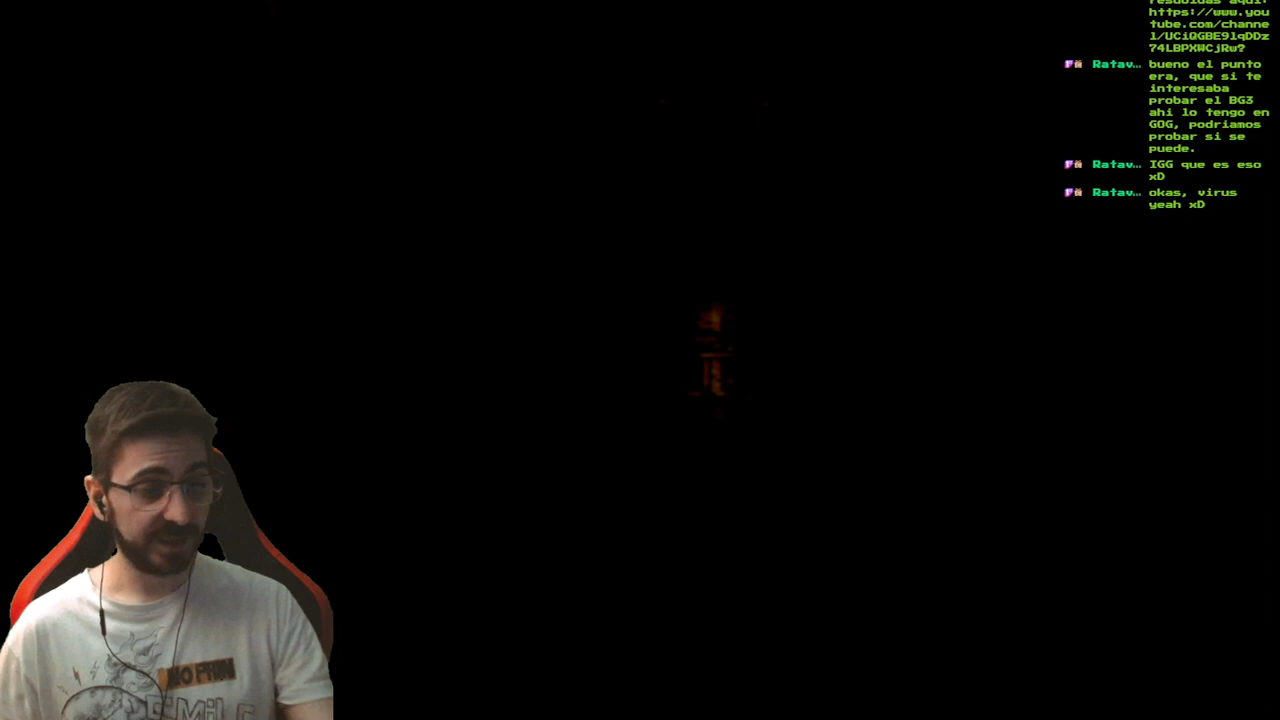 https://www.you
tube.com/channe
l/UCiQGBE9lqDDz
74LBPXWCjRw?
Ratav… bueno el punto
era, que si te
interesaba
probar el BG3
ahi lo tengo en
GOG, podriamos
probar si se
puede.
Ratav… IGG que es eso
xD
Ratav… okas, virus
yeah xD